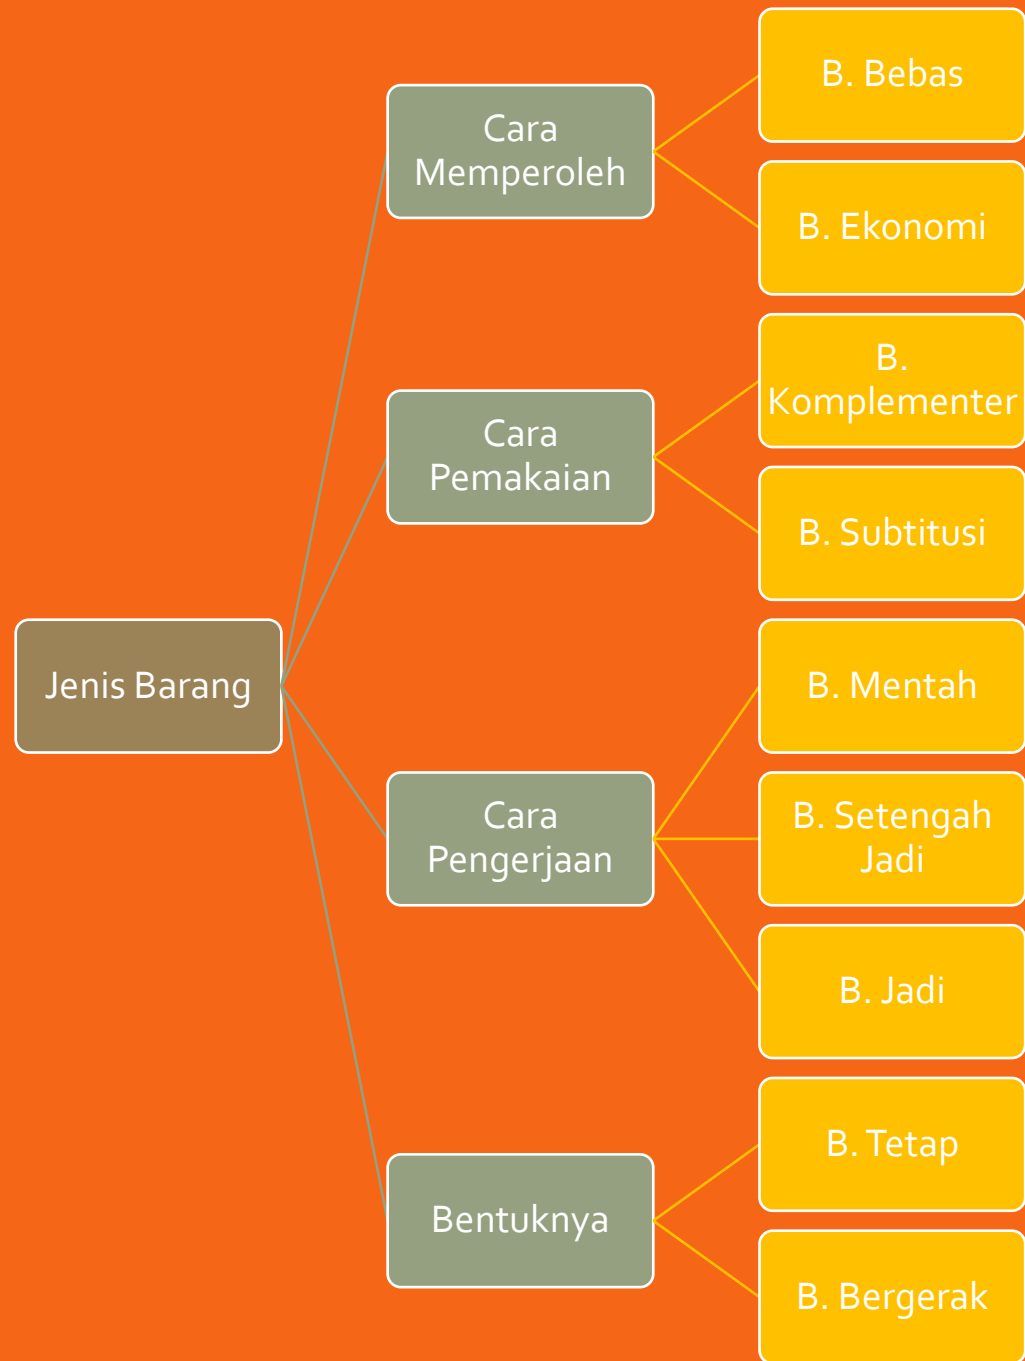 Jenis Barang
Cara
Memperoleh
B. Bebas
B. Ekonomi
Cara
Pemakaian
B.
Komplementer
B. Subtitusi
Cara
Pengerjaan
B. Mentah
B. Setengah
Jadi
B. Jadi
Bentuknya
B. Tetap
B. Bergerak